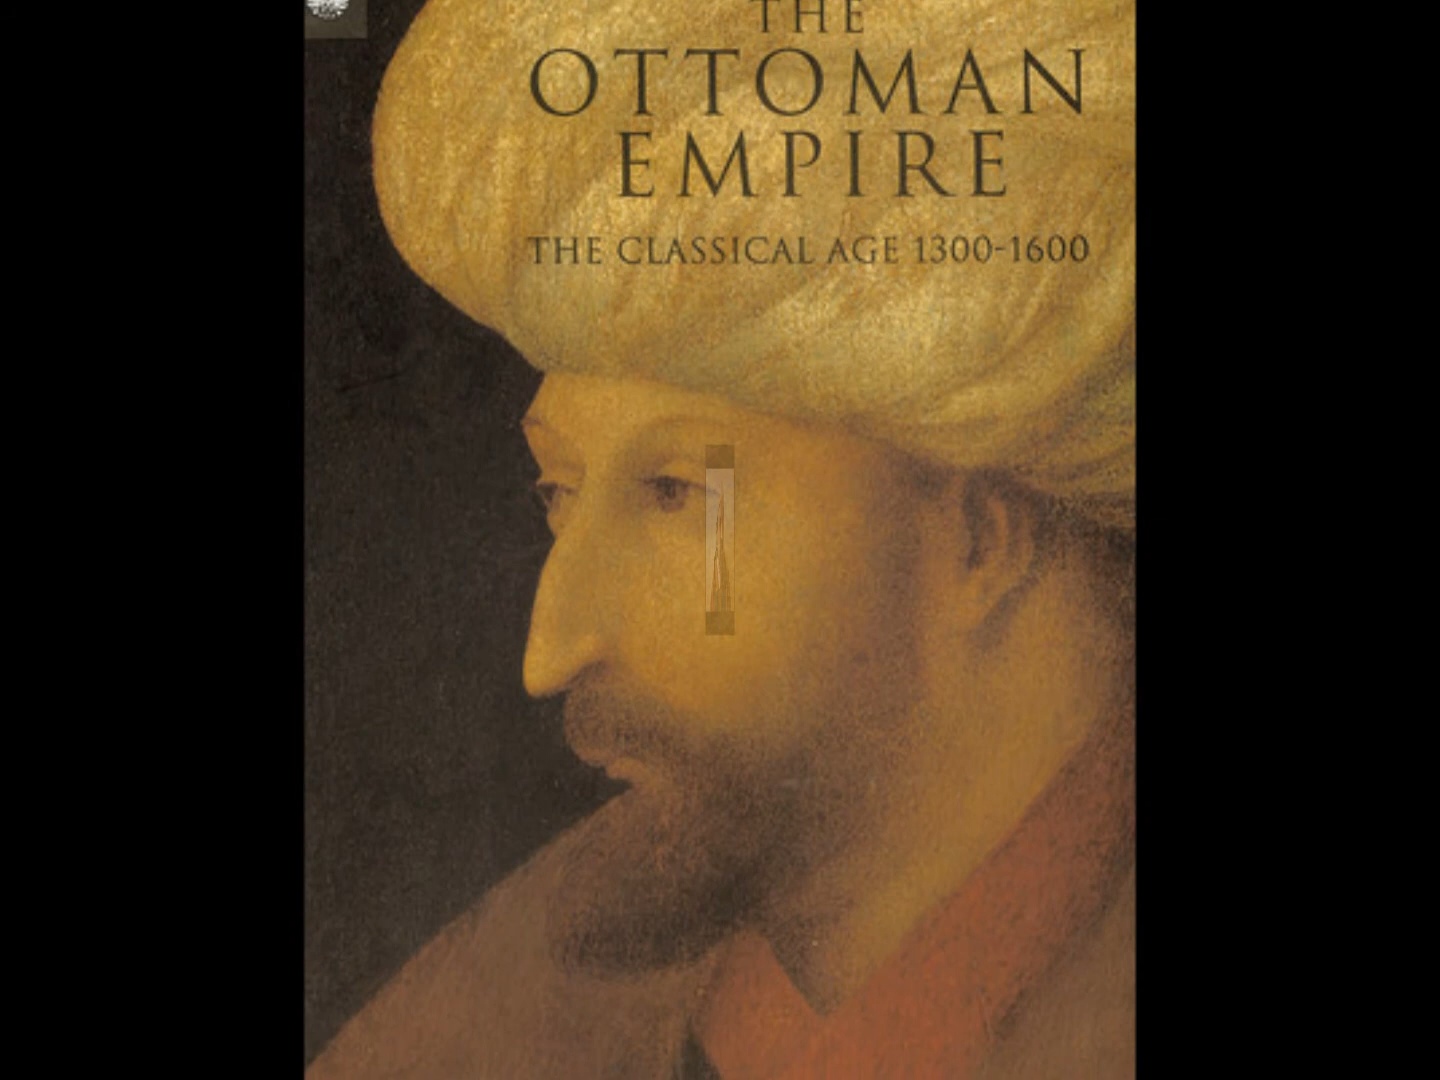 THE
OTTOMAN
EMPIRE
THE CLASSICAL AGE 1300-1600